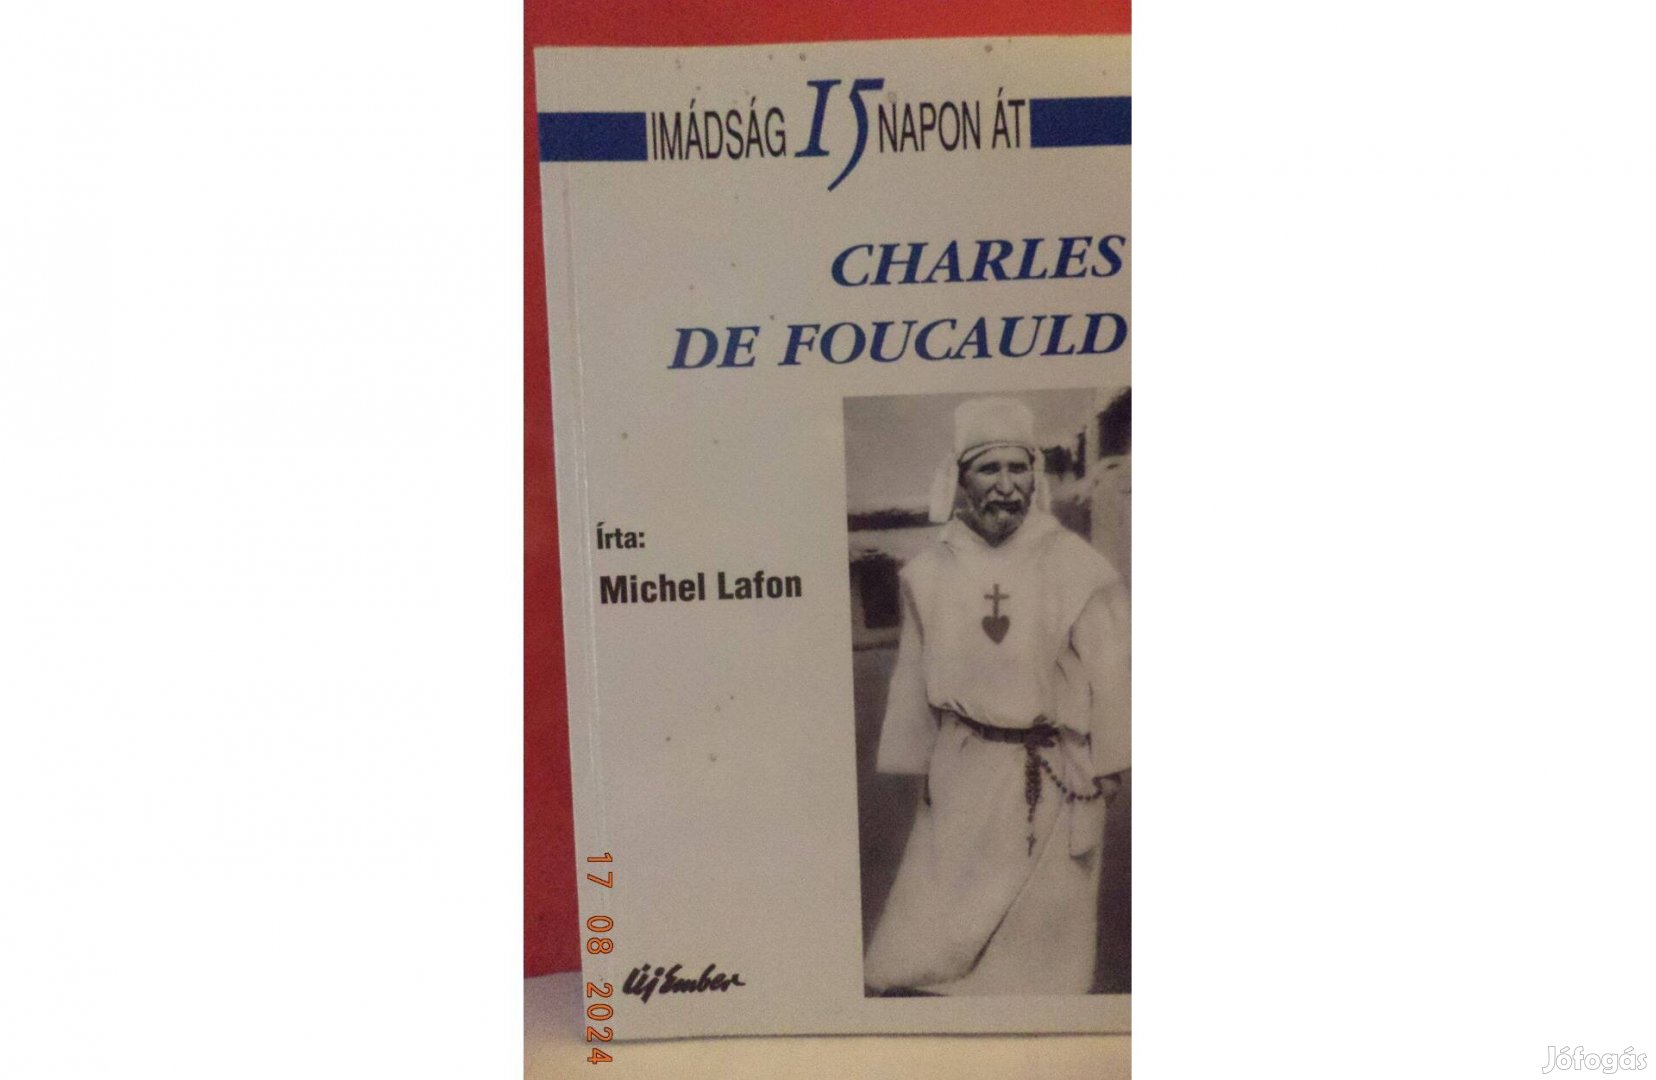 IMÁDSÁG 15 NAPON ÁT
CHARLES
DE FOUCAULD
Írta:
Michel Lafon
Új Ember
17 08 2024
Jófogás